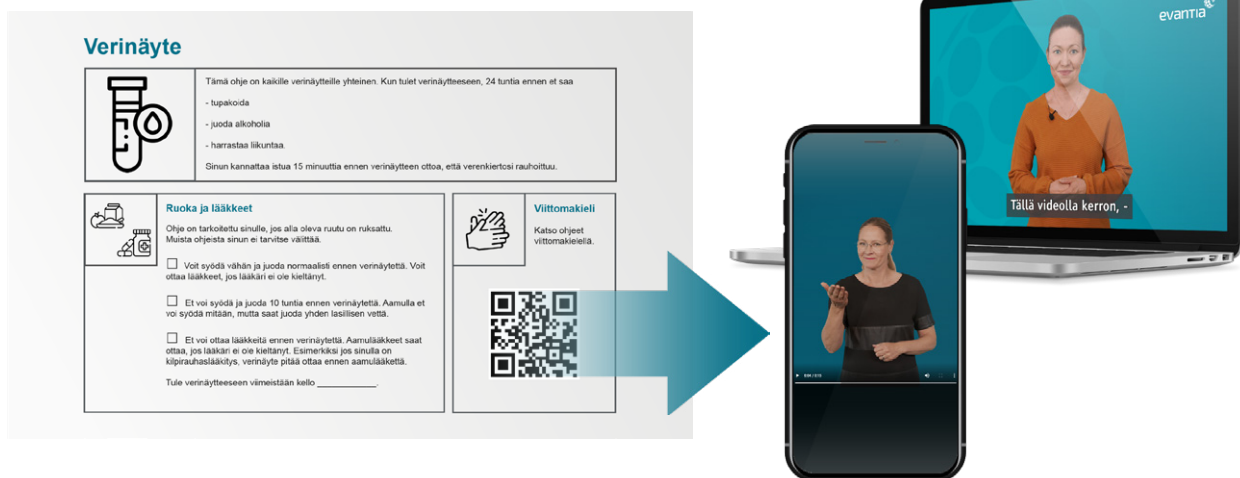 Verinäyte
Tämä ohje on kaikille verinäytteille yhteinen. Kun tulet verinäytteeseen, 24 tuntia ennen et saa
- tupakoida
- juoda alkoholia
- harrastaa liikuntaa.
Sinun kannattaa istua 15 minuuttia ennen verinäytteen ottoa, että verenkiertosi rauhoittuu.
Ruoka ja lääkkeet
Ohje on tarkoitettu sinulle, jos alla oleva ruutu on ruksattu.
Muista ohjeista sinun ei tarvitse välittää.
☐ Voit syödä vähän ja juoda normaalisti ennen verinäytettä. Voit
ottaa lääkkeet, jos lääkäri ei ole kieltänyt.
☐ Et voi syödä ja juoda 10 tuntia ennen verinäytettä. Aamulla et
voi syödä mitään, mutta saat juoda yhden lasillisen vettä.
☐ Et voi ottaa lääkkeitä ennen verinäytettä. Aamulääkkeet saat
ottaa, jos lääkäri ei ole kieltänyt. Esimerkiksi jos sinulla on
kilpirauhaslääkitys, verinäyte pitää ottaa ennen aamulääkettä.
Tule verinäytteeseen viimeistään kello ___________.
Viittomakieli
Katso ohjeet
viittomakielellä.
evantia
Tällä videolla kerron, -